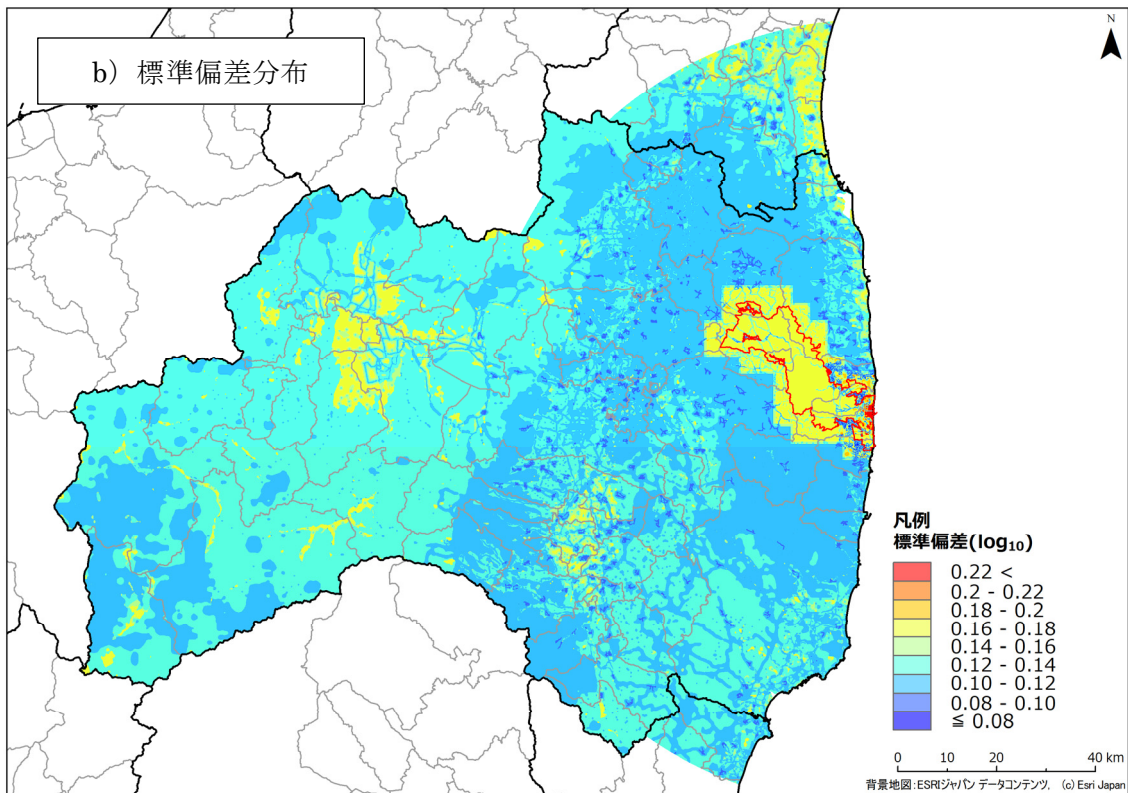 b）標準偏差分布
N
凡例
標準偏差(log₁₀)
0.22 <
0.2 - 0.22
0.18 - 0.2
0.16 - 0.18
0.14 - 0.16
0.12 - 0.14
0.10 - 0.12
0.08 - 0.10
≦ 0.08
0 10 20 40 km
背景地図:ESRIジャパン データコンテンツ, (c) Esri Japan